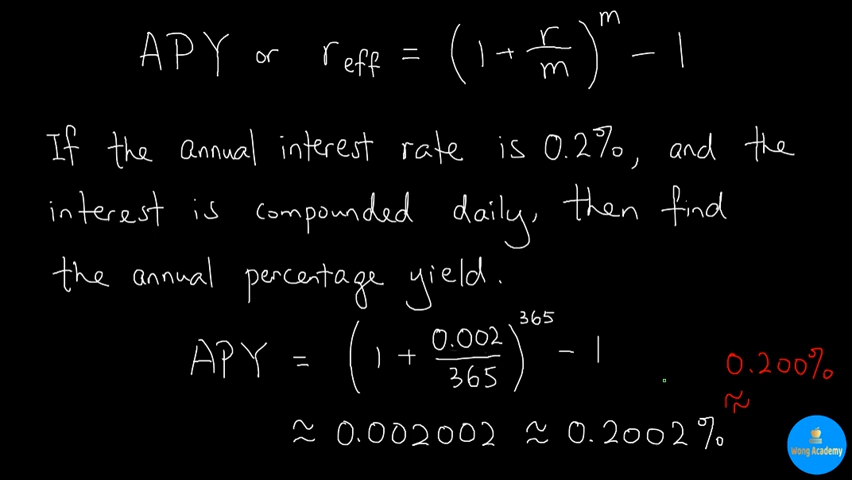 APY or r_eff = (1 + r/m)^m - 1
If the annual interest rate is 0.2%, and the
interest is compounded daily, then find
the annual percentage yield.
APY = (1 + 0.002/365)^365 - 1
≈ 0.002002 ≈ 0.2002%
0.200%
≈
Wong Academy